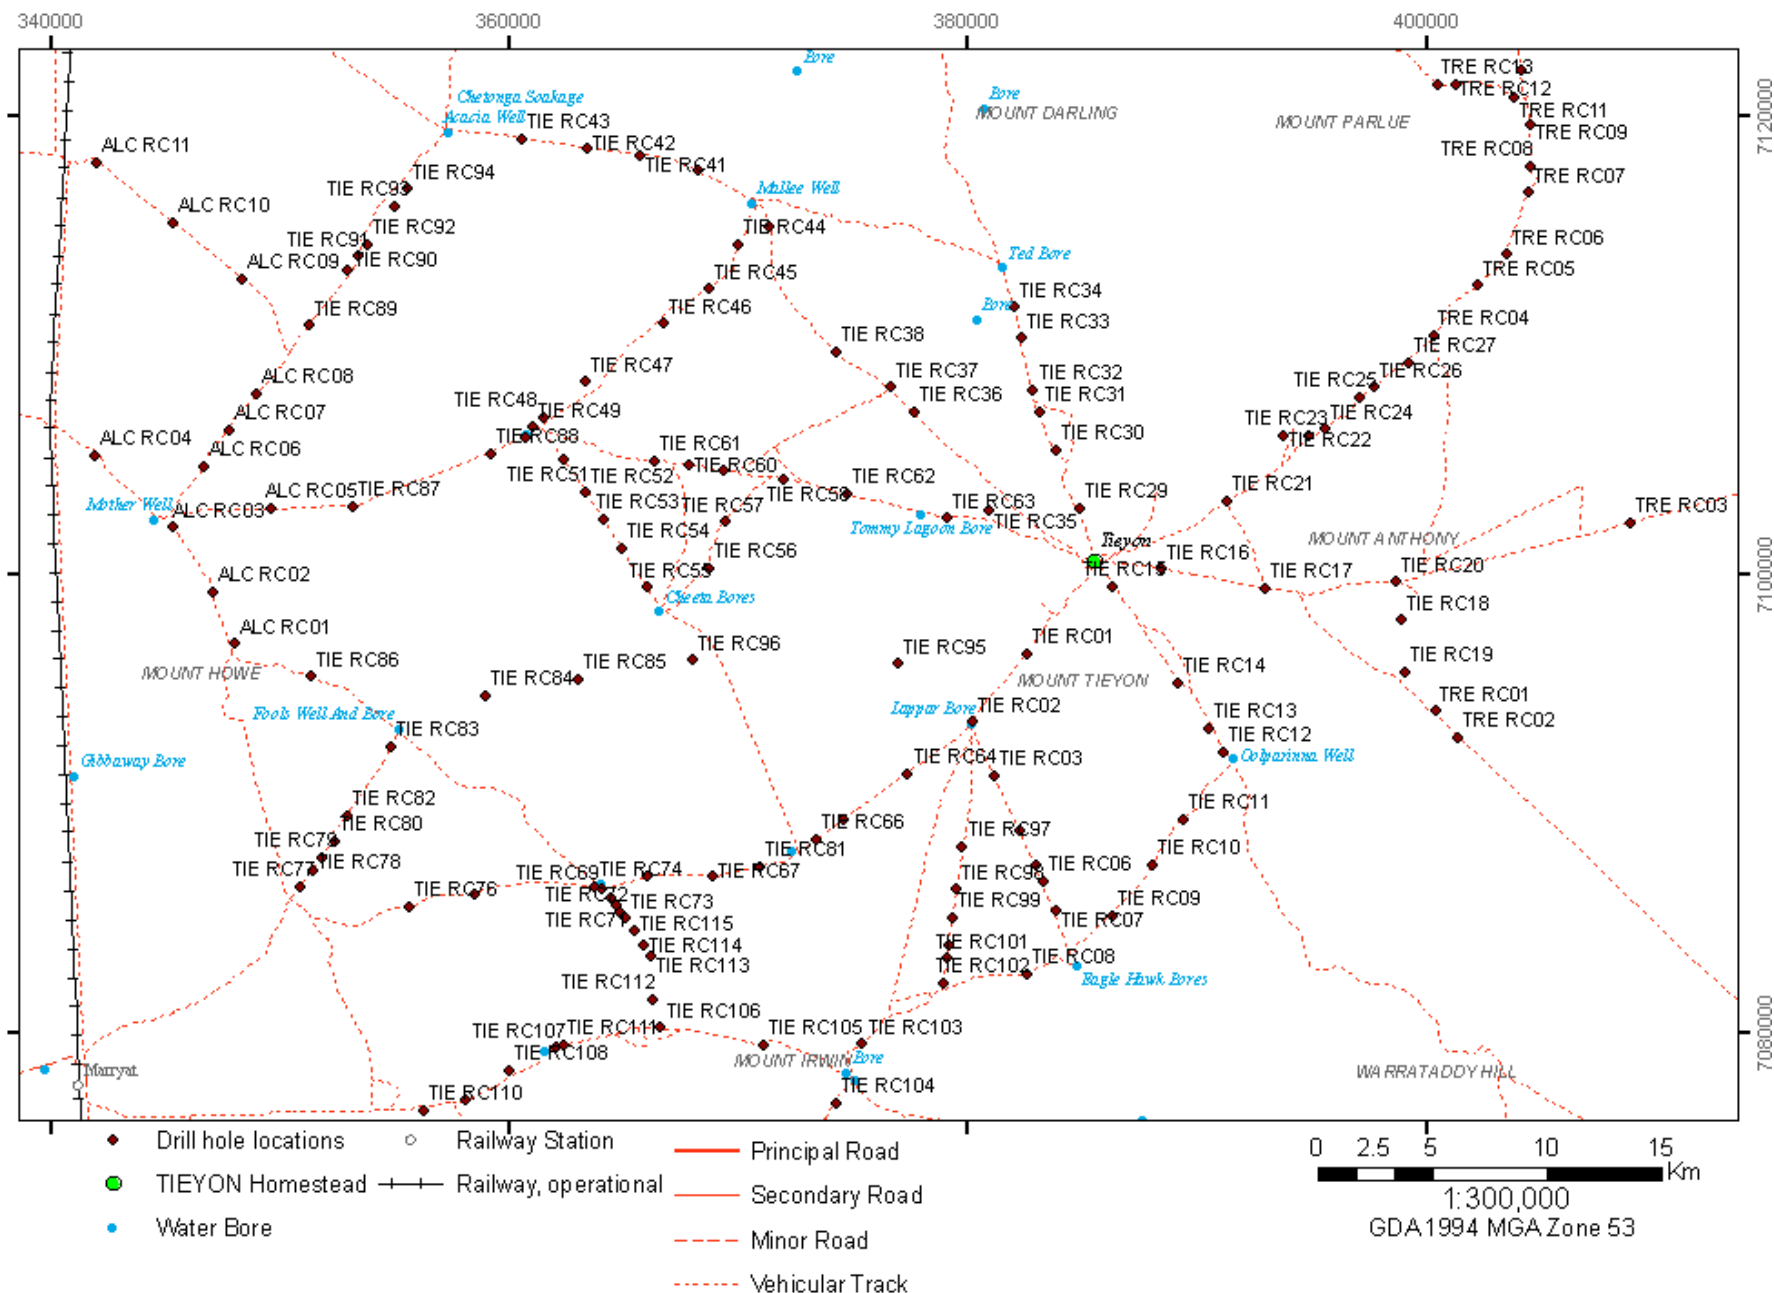 340000
360000
380000
400000
Bore
TRE RC13
TRE RC12
Chetonga Soakage
Acacia Well
TIE RC43
Bore
MOUNT DARLING
MOUNT PARLUE
TRE RC11
TRE RC09
7120000
ALC RC11
TIE RC42
TIE RC41
TRE RC08
TRE RC07
TIE RC94
TIE RC93
Mallee Well
ALC RC10
TIE RC92
TIE RC91
TIE RC90
TIE RC44
Ted Bore
TRE RC06
TRE RC05
ALC RC09
TIE RC45
TIE RC34
Bore
TIE RC33
TIE RC89
TIE RC46
TRE RC04
TIE RC38
TIE RC27
TIE RC26
ALC RC08
TIE RC47
TIE RC37
TIE RC32
TIE RC25
TIE RC36
TIE RC31
TIE RC24
ALC RC07
TIE RC48
TIE RC49
TIE RC23
TIE RC22
TIE RC30
ALC RC04
ALC RC06
TIE RC88
TIE RC61
TIE RC60
TIE RC51
TIE RC52
TIE RC62
TIE RC21
ALC RC05
TIE RC87
TIE RC53
TIE RC57
TIE RC58
TIE RC63
TIE RC29
TRE RC03
Mother Well
ALC RC03
TIE RC54
Tommy Lagoon Bore
TIE RC35
Tieyon
MOUNT ANTHONY
TIE RC56
TIE RC16
ALC RC02
TIE RC55
TIE RC15
TIE RC17
TIE RC20
7100000
Cheeta Bores
TIE RC18
ALC RC01
TIE RC96
TIE RC95
TIE RC01
MOUNT HOWE
TIE RC86
TIE RC85
TIE RC84
MOUNT TIEYON
TIE RC14
TIE RC19
TRE RC01
Fools Well And Bore
TIE RC83
Lappar Bore
TIE RC02
TIE RC13
TIE RC12
TRE RC02
Gibbaway Bore
TIE RC64
TIE RC03
Colparinna Well
TIE RC82
TIE RC80
TIE RC66
TIE RC97
TIE RC11
TIE RC79
TIE RC78
TIE RC77
TIE RC81
TIE RC67
TIE RC74
TIE RC69
TIE RC06
TIE RC10
TIE RC76
TIE RC73
TIE RC71
TIE RC98
TIE RC99
TIE RC09
TIE RC07
TIE RC115
TIE RC114
TIE RC113
TIE RC101
TIE RC102
TIE RC08
Eagle Hawk Bores
TIE RC112
TIE RC106
TIE RC107
TIE RC111
TIE RC108
TIE RC105
TIE RC103
7080000
MOUNT IRWIN
Bore
Marryat
TIE RC110
TIE RC104
WARRATADDY HILL
Drill hole locations
TIEYON Homestead
Water Bore
Railway Station
Railway, operational
Principal Road
Secondary Road
Minor Road
Vehicular Track
0 2.5 5 10 15
Km
1:300,000
GDA 1994 MGA Zone 53